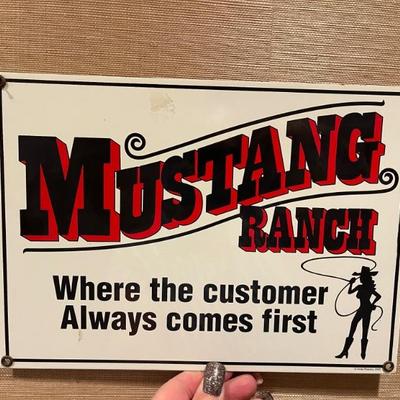 MUSTANG
RANCH
Where the customer
Always comes first